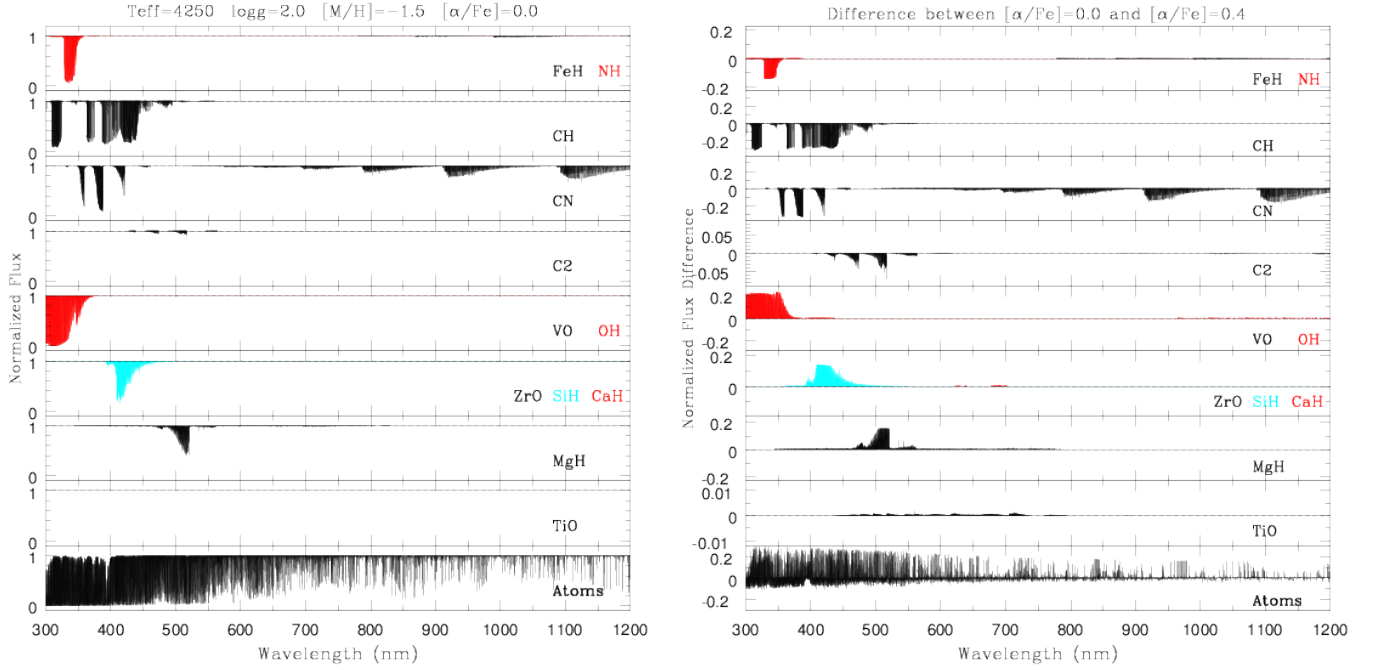 Teff=4250 logg=2.0 [M/H]=−1.5 [α/Fe]=0.0
Normalized Flux
1
0
FeH NH
1
0
CH
1
0
CN
1
0
C2
1
0
VO OH
1
0
ZrO SiH CaH
1
0
MgH
1
0
TiO
1
0
Atoms
300 400 500 600 700 800 900 1000 1100 1200
Wavelength (nm)
Difference between [α/Fe]=0.0 and [α/Fe]=0.4
Normalized Flux Difference
0.2
0
-0.2
FeH NH
0.2
0
-0.2
CH
0.2
0
-0.2
CN
0.05
0
0.05
C2
0.2
0
-0.2
VO OH
0.2
0
ZrO SiH CaH
0.2
0
-0.2
MgH
0.01
0
-0.01
TiO
0.2
0
-0.2
Atoms
300 400 500 600 700 800 900 1000 1100 1200
Wavelength (nm)